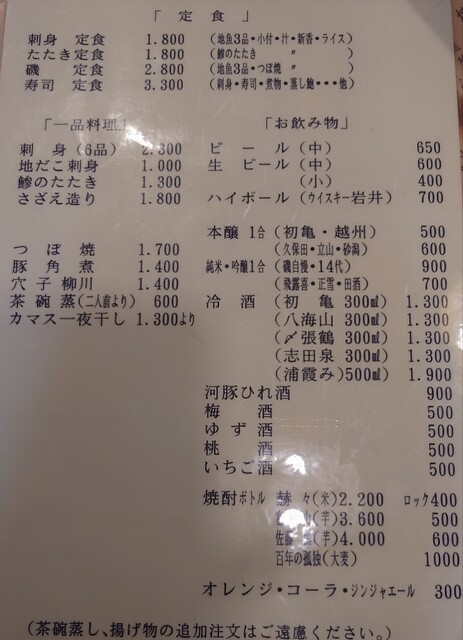 「定食」
刺身 定食 1.800 (地魚3品・小付・汁・新香・ライス)
たたき定食 1.800 (鯵のたたき 〃 )
磯 定食 2.800 (地魚3品・つぼ焼 〃 )
寿司 定食 3.300 (刺身・寿司・煮物・蒸し鮑・・・他)
「一品料理」
刺身(6品) 2.300
地だこ刺身 1.000
鯵のたたき 1.300
さざえ造り 1.800
つぼ焼 1.700
豚角煮 1.400
穴子柳川 1.400
茶碗蒸(二人前より) 600
カマス一夜干し 1.300より
「お飲み物」
ビール(中) 650
生ビール(中) 600
(小) 400
ハイボール(ウイスキー岩井) 700
本醸 1合 (初亀・越州) 500
(久保田・立山・砂潟) 600
純米・吟醸1合 (磯自慢・14代) 900
(飛露喜・正雪・田酒) 700
冷酒 (初亀 300㎖) 1.300
(八海山 300㎖) 1.300
(〆張鶴 300㎖) 1.300
(志田泉 300㎖) 1.300
(浦霞み)500㎖) 1.900
河豚ひれ酒 900
梅酒 500
ゆず酒 500
桃酒 500
いちご酒 500
焼酎ボトル 赫々(米)2.200 ロック400
山(芋)3.600 500
佐藤 (芋)4.000 600
百年の孤独(大麦) 1000
オレンジ・コーラ・ジンジャエール 300
(茶碗蒸し、揚げ物の追加注文はご遠慮ください。)